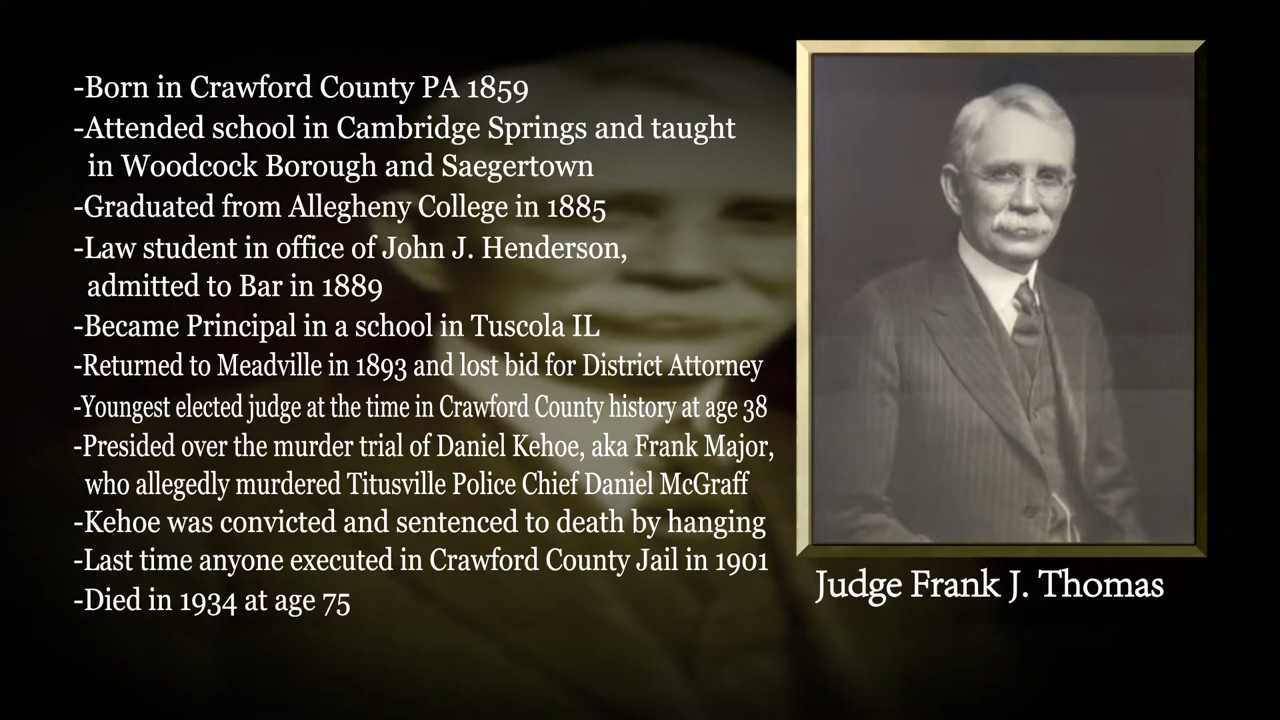 -Born in Crawford County PA 1859
-Attended school in Cambridge Springs and taught
in Woodcock Borough and Saegertown
-Graduated from Allegheny College in 1885
-Law student in office of John J. Henderson,
admitted to Bar in 1889
-Became Principal in a school in Tuscola IL
-Returned to Meadville in 1893 and lost bid for District Attorney
-Youngest elected judge at the time in Crawford County history at age 38
-Presided over the murder trial of Daniel Kehoe, aka Frank Major,
who allegedly murdered Titusville Police Chief Daniel McGraff
-Kehoe was convicted and sentenced to death by hanging
-Last time anyone executed in Crawford County Jail in 1901
-Died in 1934 at age 75
Judge Frank J. Thomas